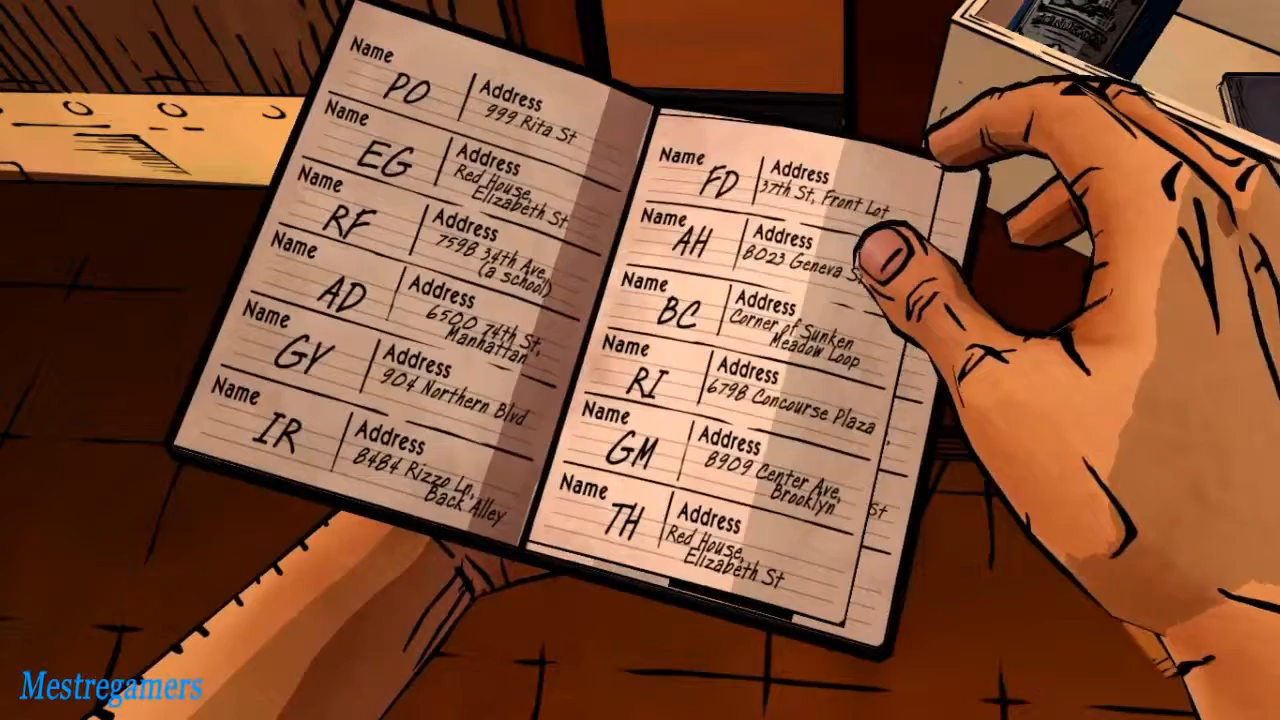 Name
PO
Address
999 Rita St
Name
EG
Address
Red House,
Elizabeth St
Name
RF
Address
759B 34th Ave,
(a school)
Name
AD
Address
6500 74th St,
Manhattan
Name
GY
Address
904 Northern Blvd
Name
IR
Address
8484 Rizzo Ln,
Back Alley
Name
FD
Address
37th St, Front Lot
Name
AH
Address
8023 Geneva S
Name
BC
Address
Corner of Sunken
Meadow Loop
Name
RI
Address
679B Concourse Plaza
Name
GM
Address
8909 Center Ave,
Brooklyn
Name
TH
Address
Red House,
Elizabeth St
St
Mestregamers